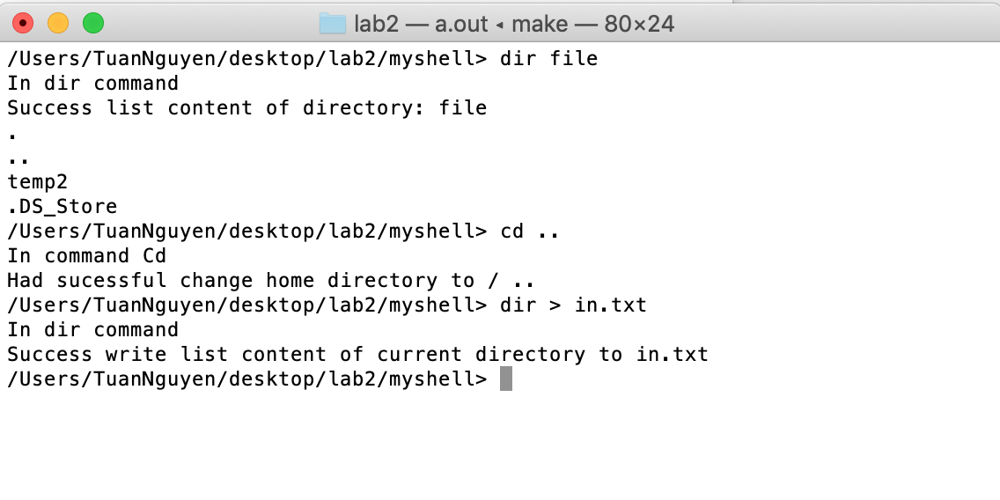 lab2 — a.out ◂ make — 80×24
/Users/TuanNguyen/desktop/lab2/myshell> dir file
In dir command
Success list content of directory: file
.
..
temp2
.DS_Store
/Users/TuanNguyen/desktop/lab2/myshell> cd ..
In command Cd
Had sucessful change home directory to / ..
/Users/TuanNguyen/desktop/lab2/myshell> dir > in.txt
In dir command
Success write list content of current directory to in.txt
/Users/TuanNguyen/desktop/lab2/myshell>